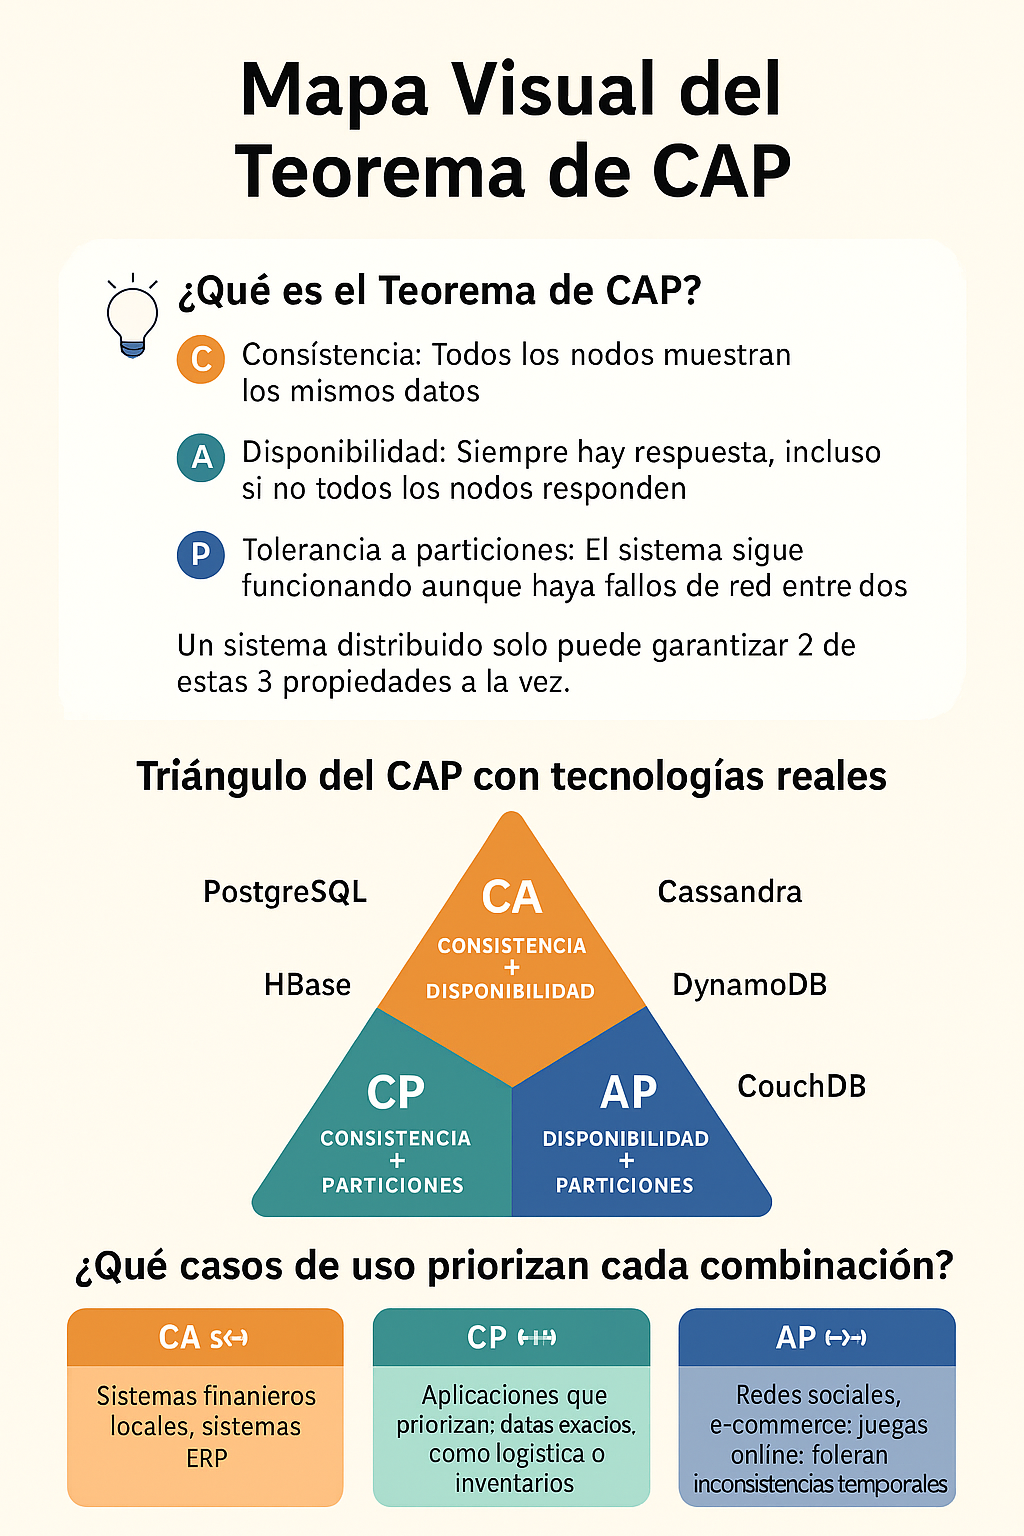 Mapa Visual del
Teorema de CAP
¿Qué es el Teorema de CAP?
C
Consístencia: Todos los nodos muestran
los mismos datos
A
Disponibilidad: Siempre hay respuesta, incluso
si no todos los nodos responden
P
Tolerancia a particiones: El sistema sigue
funcionando aunque haya fallos de red entre dos
Un sistema distribuido solo puede garantizar 2 de
estas 3 propiedades a la vez.
Triángulo del CAP con tecnologías reales
PostgreSQL
HBase
CA
CONSISTENCIA
+
DISPONIBILIDAD
Cassandra
DynamoDB
CouchDB
CP
CONSISTENCIA
+
PARTICIONES
AP
DISPONIBILIDAD
+
PARTICIONES
¿Qué casos de uso priorizan cada combinación?
CA
Sistemas finanieros
locales, sistemas
ERP
CP
Aplicaciones que
priorizan: datas exacios,
como logistica o
inventarios
AP
Redes sociales,
e-commerce: juegas
onlíne: foleran
inconsistencias temporales